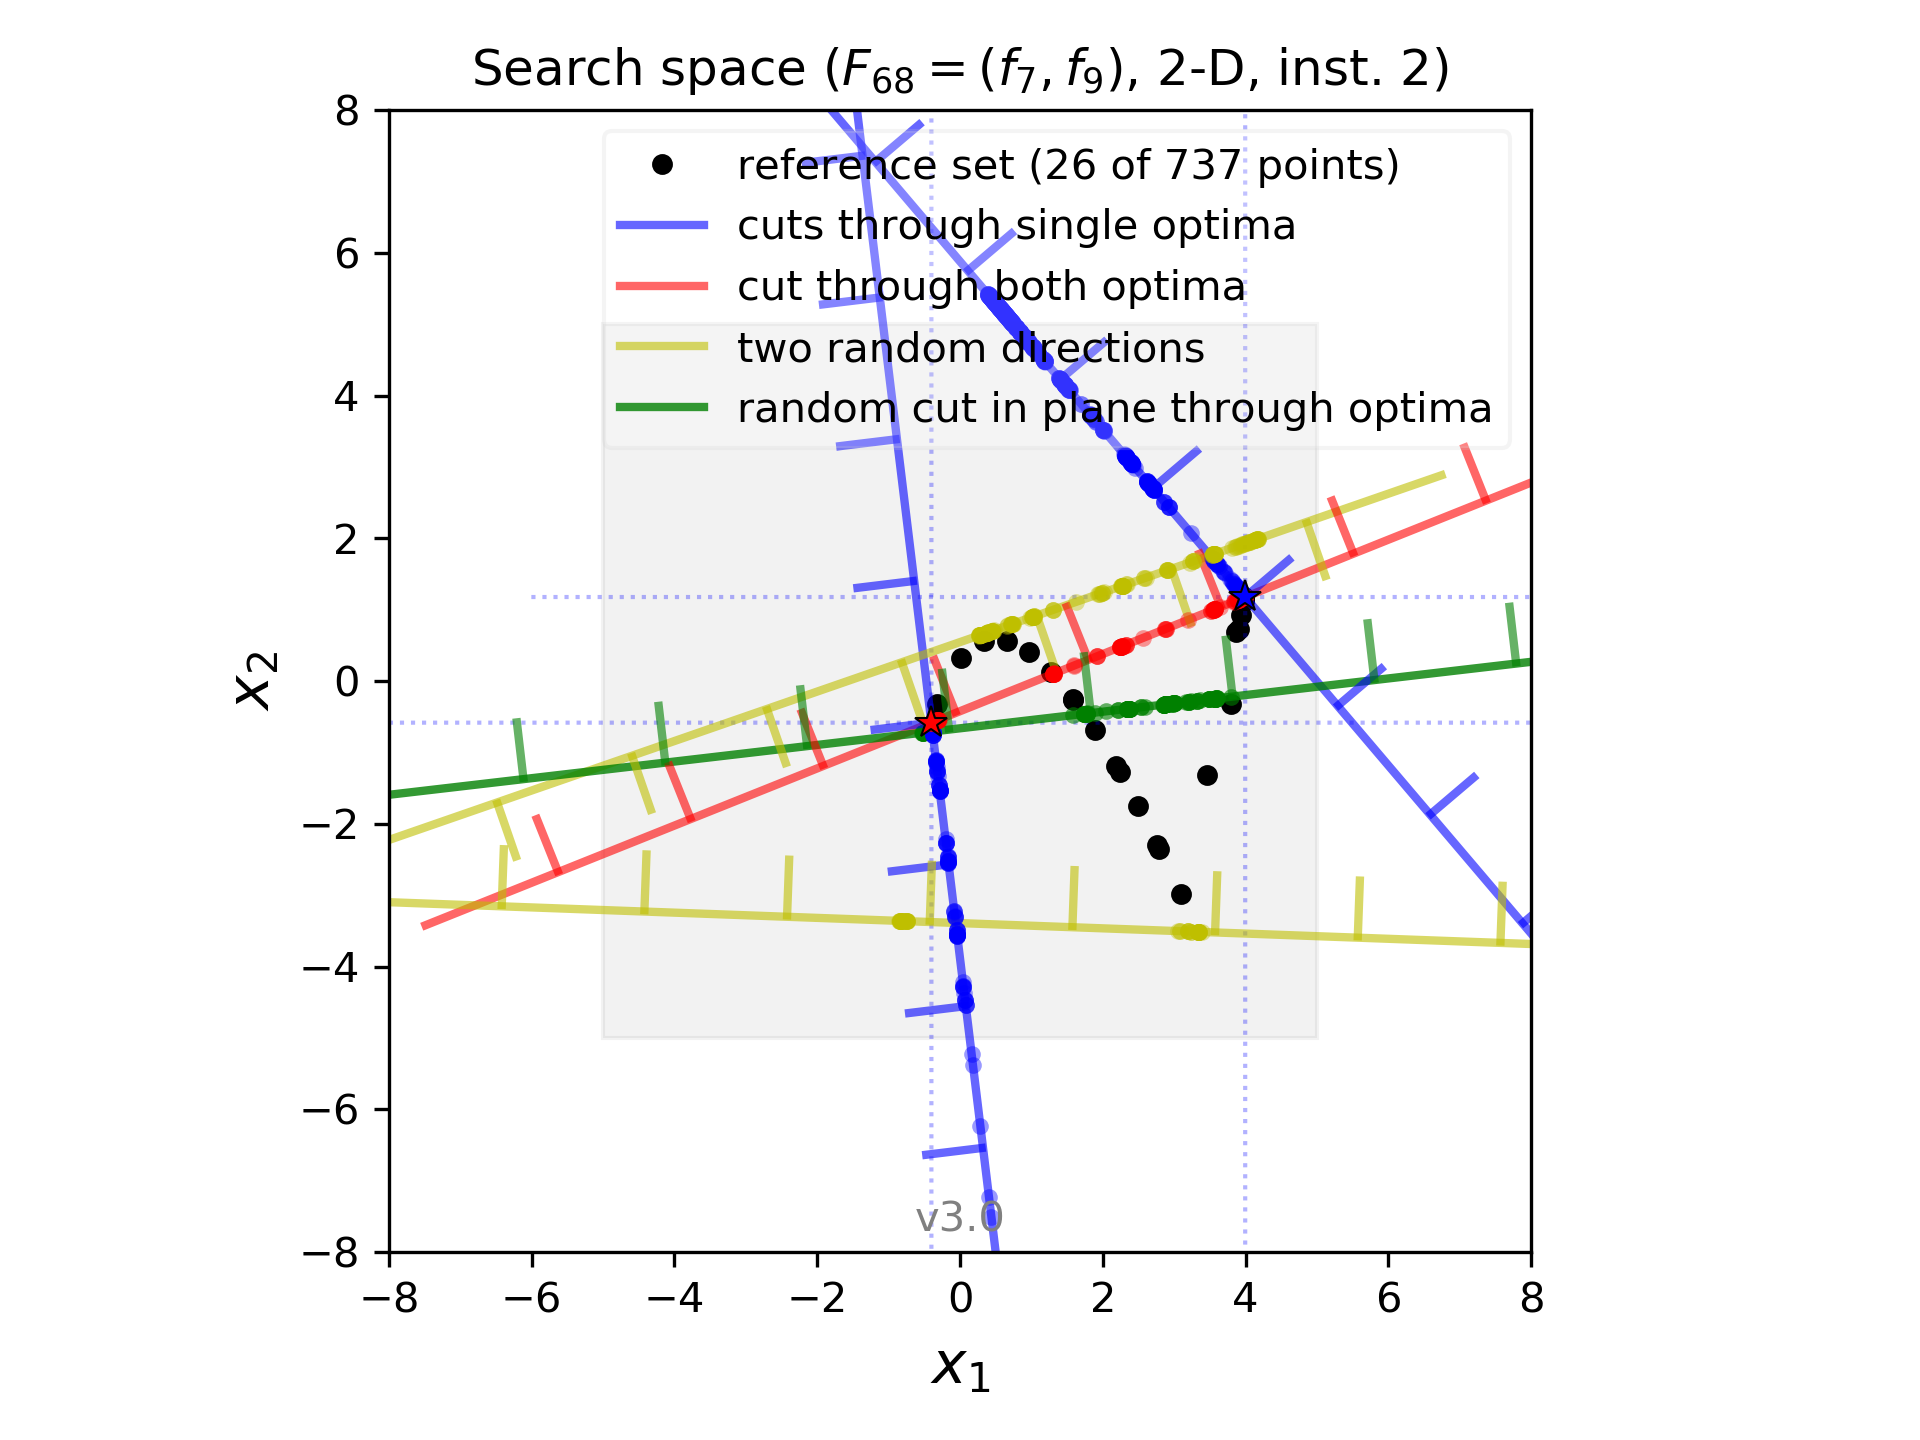 Search space (F68 = (f7, f9), 2-D, inst. 2)
8
6
4
2
0
−2
−4
−6
−8
x2
reference set (26 of 737 points)
cuts through single optima
cut through both optima
two random directions
random cut in plane through optima
v3.0
−8 −6 −4 −2 0 2 4 6 8
x1